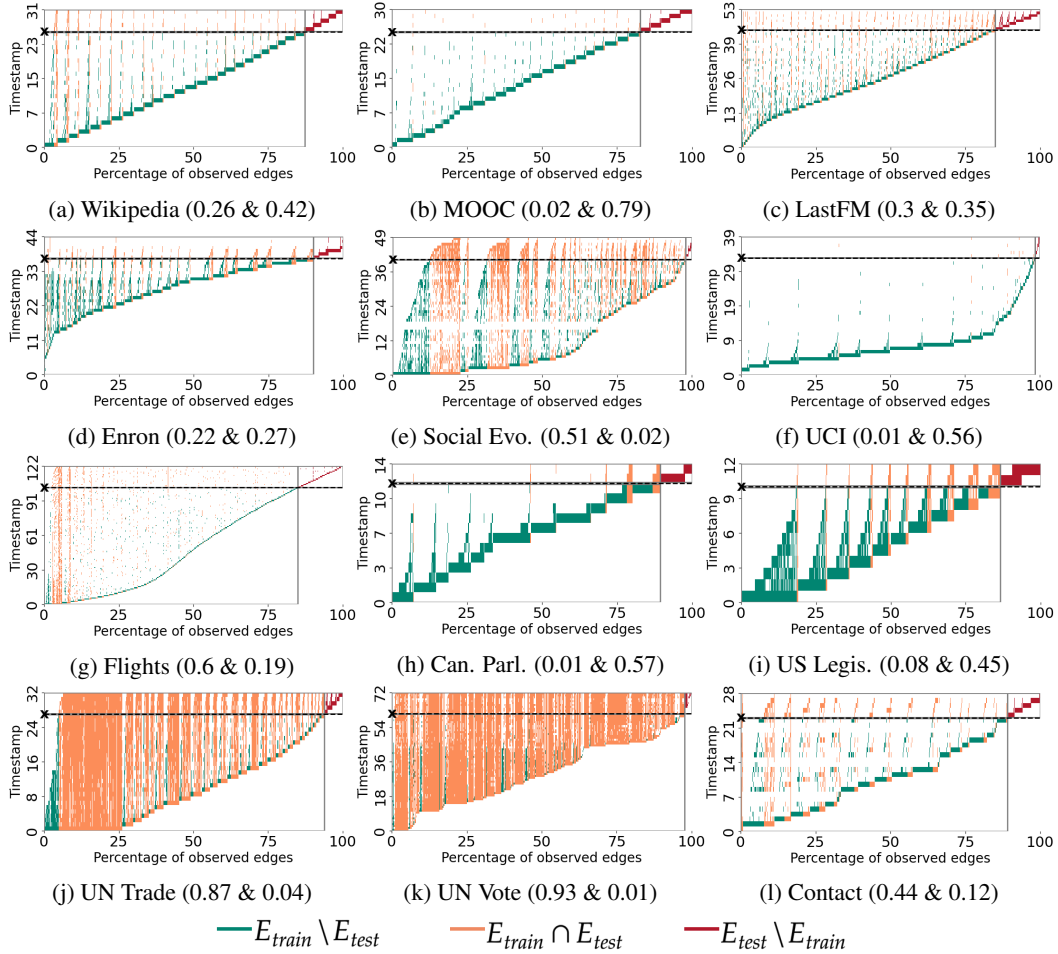 30
23
15
7
0
Timestamp
0 25 50 75 100
Percentage of observed edges
(a) Wikipedia (0.26 & 0.42)
30
25
15
7
0
Timestamp
0 25 50 75 100
Percentage of observed edges
(b) MOOC (0.02 & 0.79)
53
39
26
13
0
Timestamp
0 25 50 75 100
Percentage of observed edges
(c) LastFM (0.3 & 0.35)
44
33
22
11
0
Timestamp
0 25 50 75 100
Percentage of observed edges
(d) Enron (0.22 & 0.27)
49
36
24
12
0
Timestamp
0 25 50 75 100
Percentage of observed edges
(e) Social Evo. (0.51 & 0.02)
39
29
19
9
0
Timestamp
0 25 50 75 100
Percentage of observed edges
(f) UCI (0.01 & 0.56)
122
91
61
30
0
Timestamp
0 25 50 75 100
Percentage of observed edges
(g) Flights (0.6 & 0.19)
14
10
7
3
0
Timestamp
0 25 50 75 100
Percentage of observed edges
(h) Can. Parl. (0.01 & 0.57)
12
9
6
3
0
Timestamp
0 25 50 75 100
Percentage of observed edges
(i) US Legis. (0.08 & 0.45)
32
24
16
8
0
Timestamp
0 25 50 75 100
Percentage of observed edges
(j) UN Trade (0.87 & 0.04)
72
54
36
18
0
Timestamp
0 25 50 75 100
Percentage of observed edges
(k) UN Vote (0.93 & 0.01)
28
21
14
7
0
Timestamp
0 25 50 75 100
Percentage of observed edges
(l) Contact (0.44 & 0.12)
E_train \ E_test E_train ∩ E_test E_test \ E_train